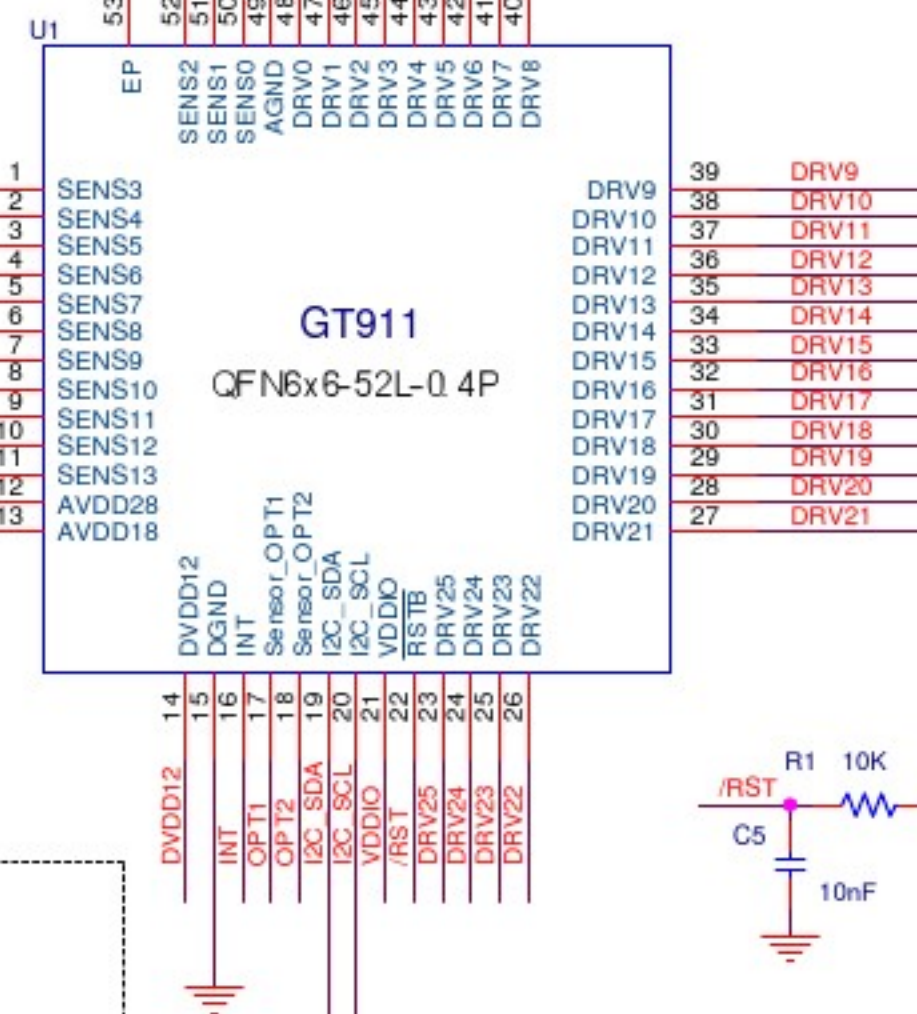 U1
53
52
51
50
49
48
47
46
45
44
43
42
41
40
EP
SENS2
SENS1
SENS0
AGND
DRV0
DRV1
DRV2
DRV3
DRV4
DRV5
DRV6
DRV7
DRV8
1 SENS3
2 SENS4
3 SENS5
4 SENS6
5 SENS7
6 SENS8
7 SENS9
8 SENS10
9 SENS11
10 SENS12
11 SENS13
12 AVDD28
13 AVDD18
GT911
QFN6x6-52L-0.4P
DRV9 39 DRV9
DRV10 38 DRV10
DRV11 37 DRV11
DRV12 36 DRV12
DRV13 35 DRV13
DRV14 34 DRV14
DRV15 33 DRV15
DRV16 32 DRV16
DRV17 31 DRV17
DRV18 30 DRV18
DRV19 29 DRV19
DRV20 28 DRV20
DRV21 27 DRV21
DVDD12
DGND
INT
Sensor_OPT1
Sensor_OPT2
I2C_SDA
I2C_SCL
VDDIO
RSTB
DRV25
DRV24
DRV23
DRV22
14
15
16
17
18
19
20
21
22
23
24
25
26
DVDD12
INT
OPT1
OPT2
I2C_SDA
I2C_SCL
VDDIO
/RST
DRV25
DRV24
DRV23
DRV22
R1 10K
/RST
C5
10nF